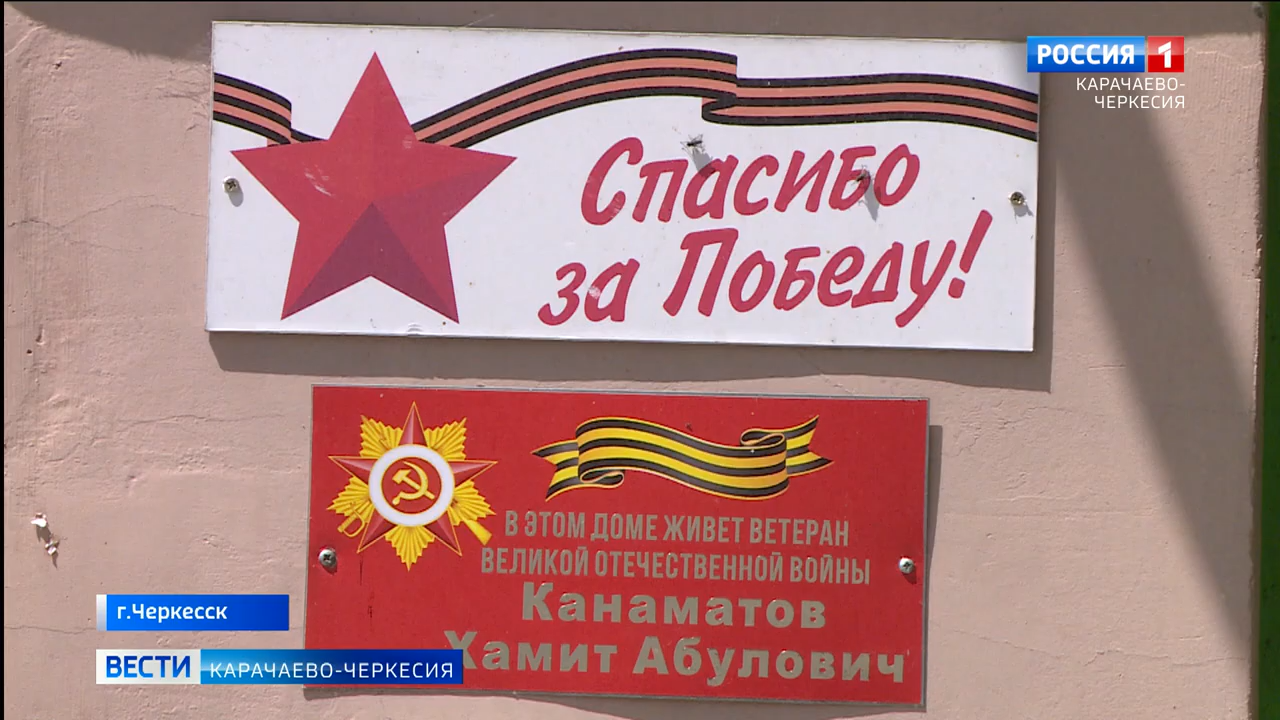 РОССИЯ 1
КАРАЧАЕВО-
ЧЕРКЕСИЯ
Спасибо
за Победу!
В ЭТОМ ДОМЕ ЖИВЕТ ВЕТЕРАН
ВЕЛИКОЙ ОТЕЧЕСТВЕННОЙ ВОЙНЫ
Канаматов
Хамит Абулович
г.Черкесск
ВЕСТИ КАРАЧАЕВО-ЧЕРКЕСИЯ